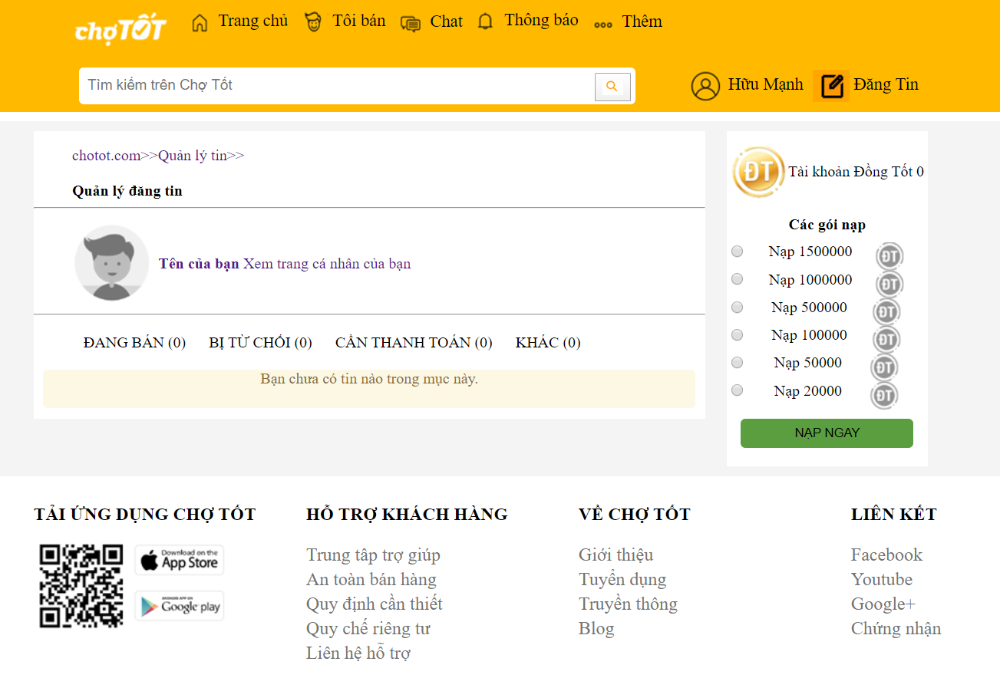 chợTỐT Trang chủ Tôi bán Chat Thông báo Thêm
Tìm kiếm trên Chợ Tốt
Hữu Mạnh Đăng Tin
chotot.com>>Quản lý tin>>
Quản lý đăng tin
Tên của bạn Xem trang cá nhân của bạn
ĐANG BÁN (0) BỊ TỪ CHỐI (0) CẦN THANH TOÁN (0) KHÁC (0)
Bạn chưa có tin nào trong mục này.
ĐT Tài khoản Đồng Tốt 0
Các gói nạp
Nạp 1500000 ĐT
Nạp 1000000 ĐT
Nạp 500000 ĐT
Nạp 100000 ĐT
Nạp 50000 ĐT
Nạp 20000 ĐT
NẠP NGAY
TẢI ỨNG DỤNG CHỢ TỐT
Download on the
App Store
ANDROID APP ON
Google play
HỖ TRỢ KHÁCH HÀNG
Trung tâp trợ giúp
An toàn bán hàng
Quy định cần thiết
Quy chế riêng tư
Liên hệ hỗ trợ
VỀ CHỢ TỐT
Giới thiệu
Tuyển dụng
Truyền thông
Blog
LIÊN KẾT
Facebook
Youtube
Google+
Chứng nhận